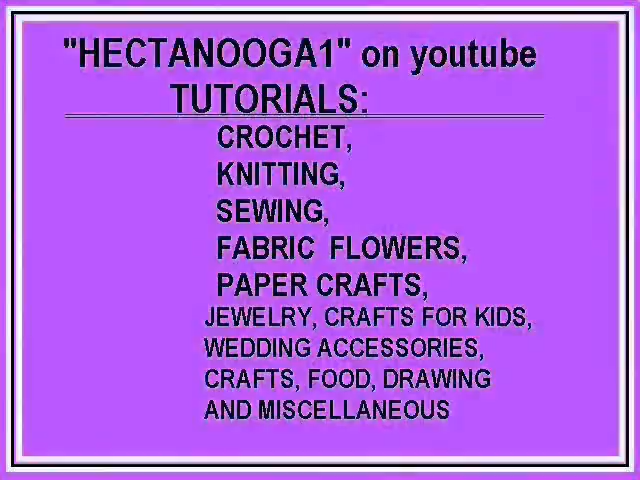 "HECTANOOGA1" on youtube
TUTORIALS:
CROCHET,
KNITTING,
SEWING,
FABRIC FLOWERS,
PAPER CRAFTS,
JEWELRY, CRAFTS FOR KIDS,
WEDDING ACCESSORIES,
CRAFTS, FOOD, DRAWING
AND MISCELLANEOUS